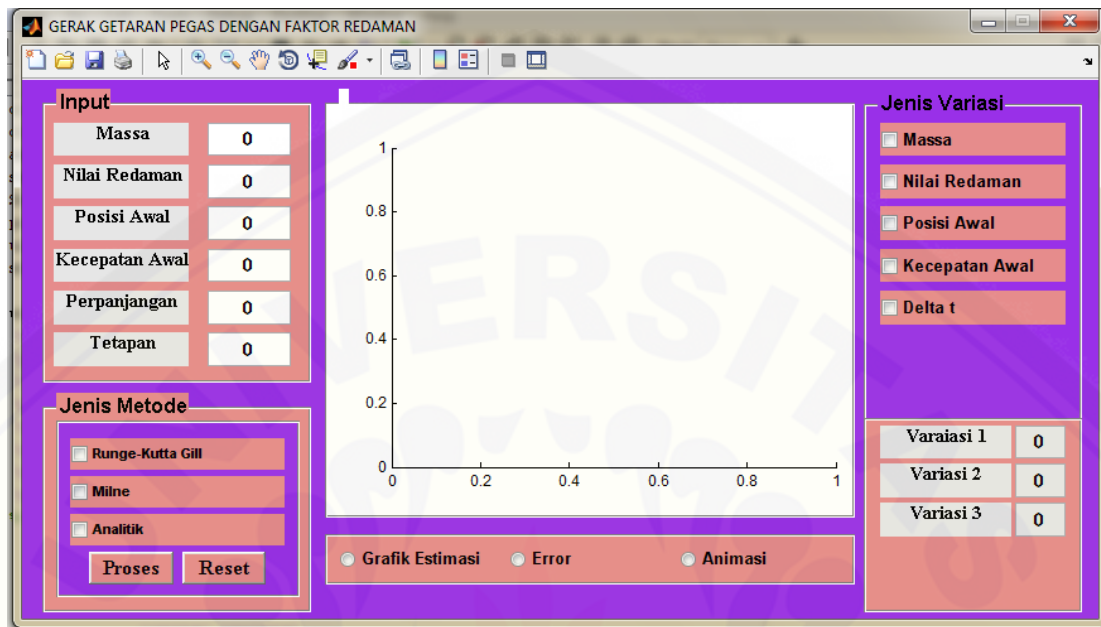 GERAK GETARAN PEGAS DENGAN FAKTOR REDAMAN
Input
Massa 0
Nilai Redaman 0
Posisi Awal 0
Kecepatan Awal 0
Perpanjangan 0
Tetapan 0
Jenis Metode
Runge-Kutta Gill
Milne
Analitik
Proses Reset
1
0.8
0.6
0.4
0.2
0
0 0.2 0.4 0.6 0.8 1
Grafik Estimasi Error Animasi
Jenis Variasi
Massa
Nilai Redaman
Posisi Awal
Kecepatan Awal
Delta t
Varaiasi 1 0
Variasi 2 0
Variasi 3 0
UNIVERSITAS